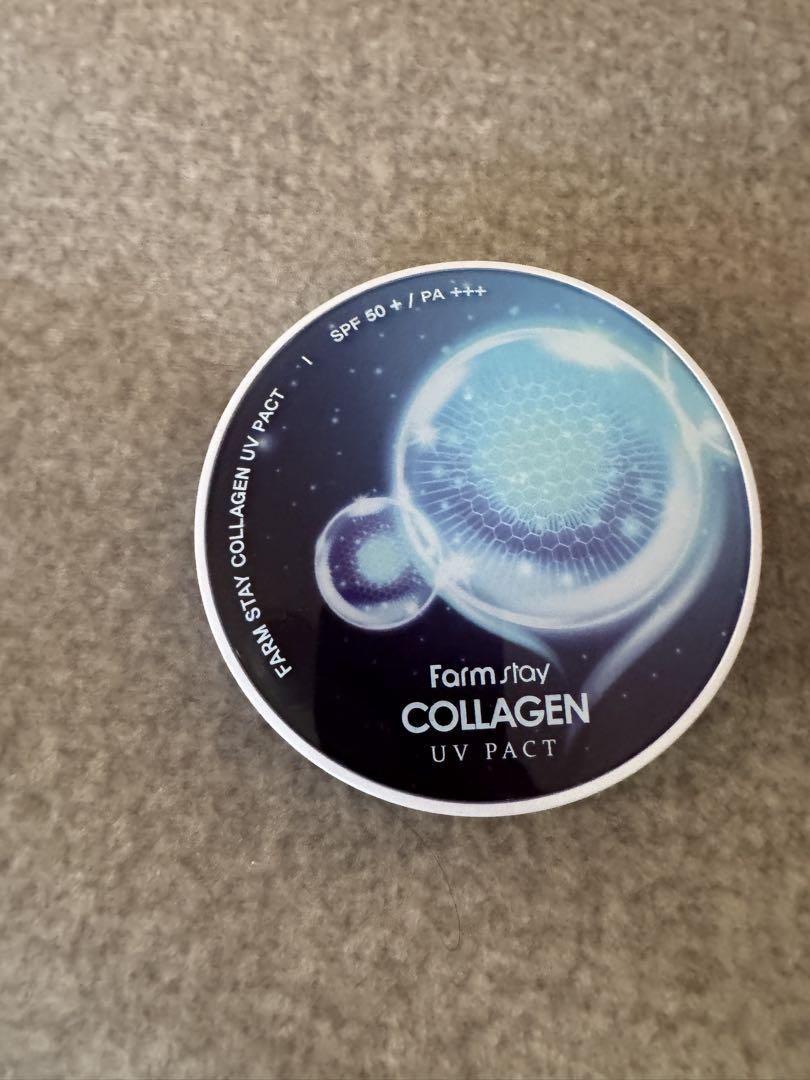 FARM STAY COLLAGEN UV PACT | SPF 50 + / PA +++
Farm stay
COLLAGEN
UV PACT